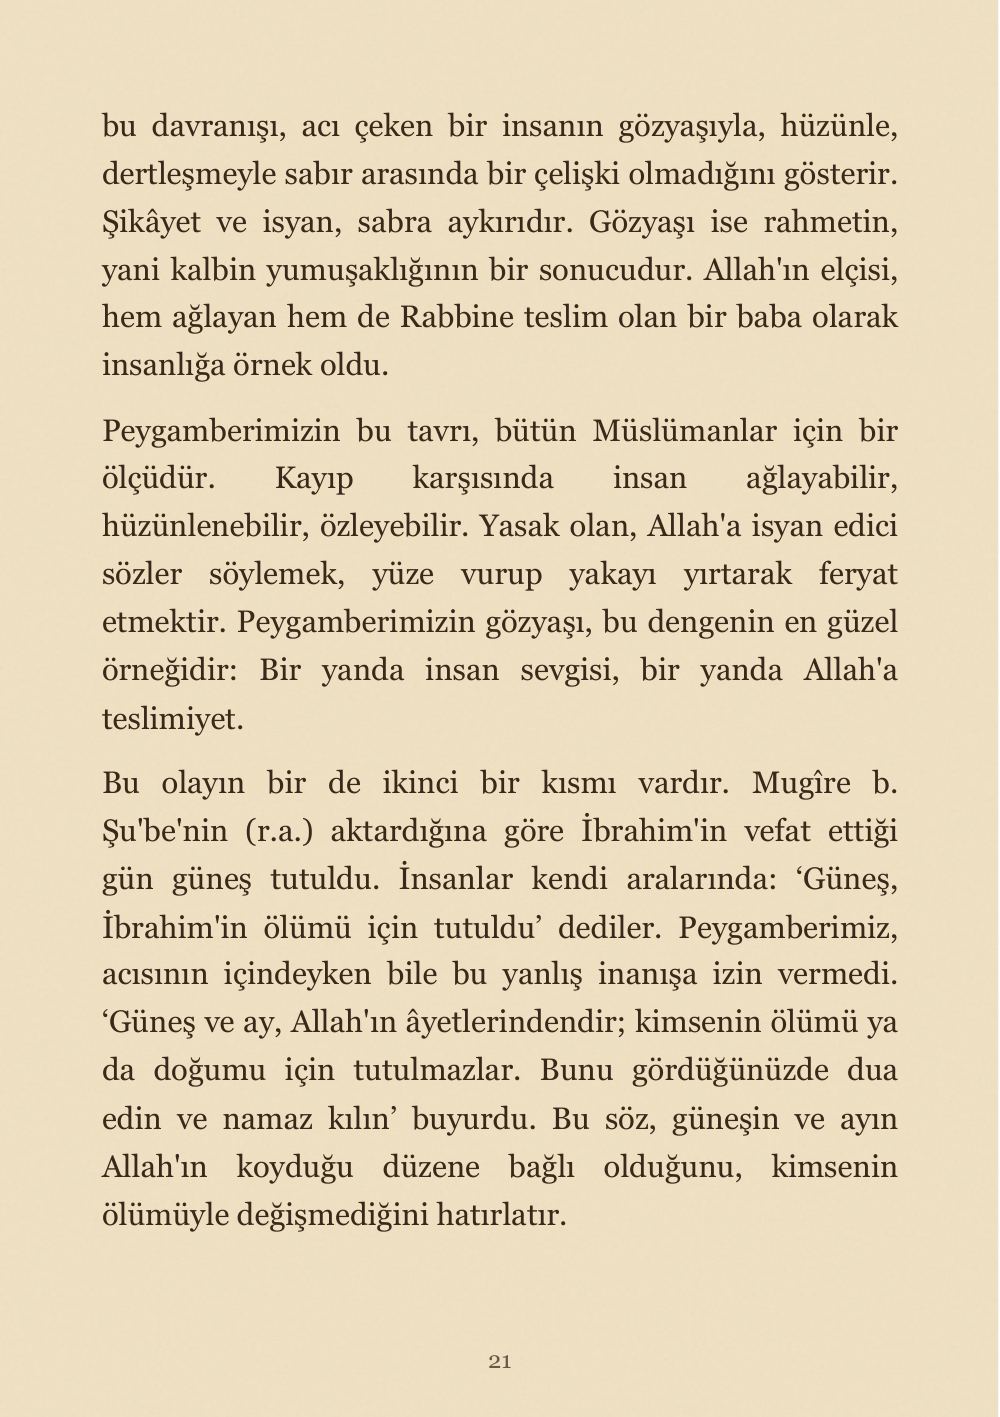 bu davranışı, acı çeken bir insanın gözyaşıyla, hüzünle,
dertleşmeyle sabır arasında bir çelişki olmadığını gösterir.
Şikâyet ve isyan, sabra aykırıdır. Gözyaşı ise rahmetin,
yani kalbin yumuşaklığının bir sonucudur. Allah'ın elçisi,
hem ağlayan hem de Rabbine teslim olan bir baba olarak
insanlığa örnek oldu.
Peygamberimizin bu tavrı, bütün Müslümanlar için bir
ölçüdür. Kayıp karşısında insan ağlayabilir,
hüzünlenebilir, özleyebilir. Yasak olan, Allah'a isyan edici
sözler söylemek, yüze vurup yakayı yırtarak feryat
etmektir. Peygamberimizin gözyaşı, bu dengenin en güzel
örneğidir: Bir yanda insan sevgisi, bir yanda Allah'a
teslimiyet.
Bu olayın bir de ikinci bir kısmı vardır. Mugîre b.
Şu'be'nin (r.a.) aktardığına göre İbrahim'in vefat ettiği
gün güneş tutuldu. İnsanlar kendi aralarında: ‘Güneş,
İbrahim'in ölümü için tutuldu’ dediler. Peygamberimiz,
acısının içindeyken bile bu yanlış inanışa izin vermedi.
‘Güneş ve ay, Allah'ın âyetlerindendir; kimsenin ölümü ya
da doğumu için tutulmazlar. Bunu gördüğünüzde dua
edin ve namaz kılın’ buyurdu. Bu söz, güneşin ve ayın
Allah'ın koyduğu düzene bağlı olduğunu, kimsenin
ölümüyle değişmediğini hatırlatır.
21